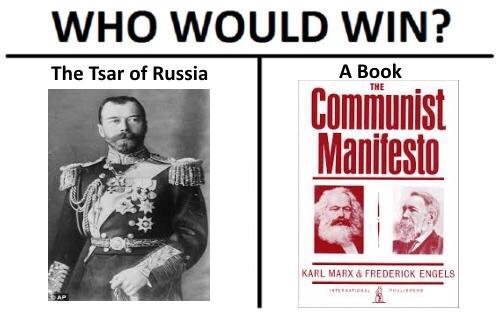 WHO WOULD WIN?
The Tsar of Russia
A Book
THE
Communist
Manifesto
KARL MARX & FREDERICK ENGELS
INTERNATIONAL PUBLISHERS
© AP